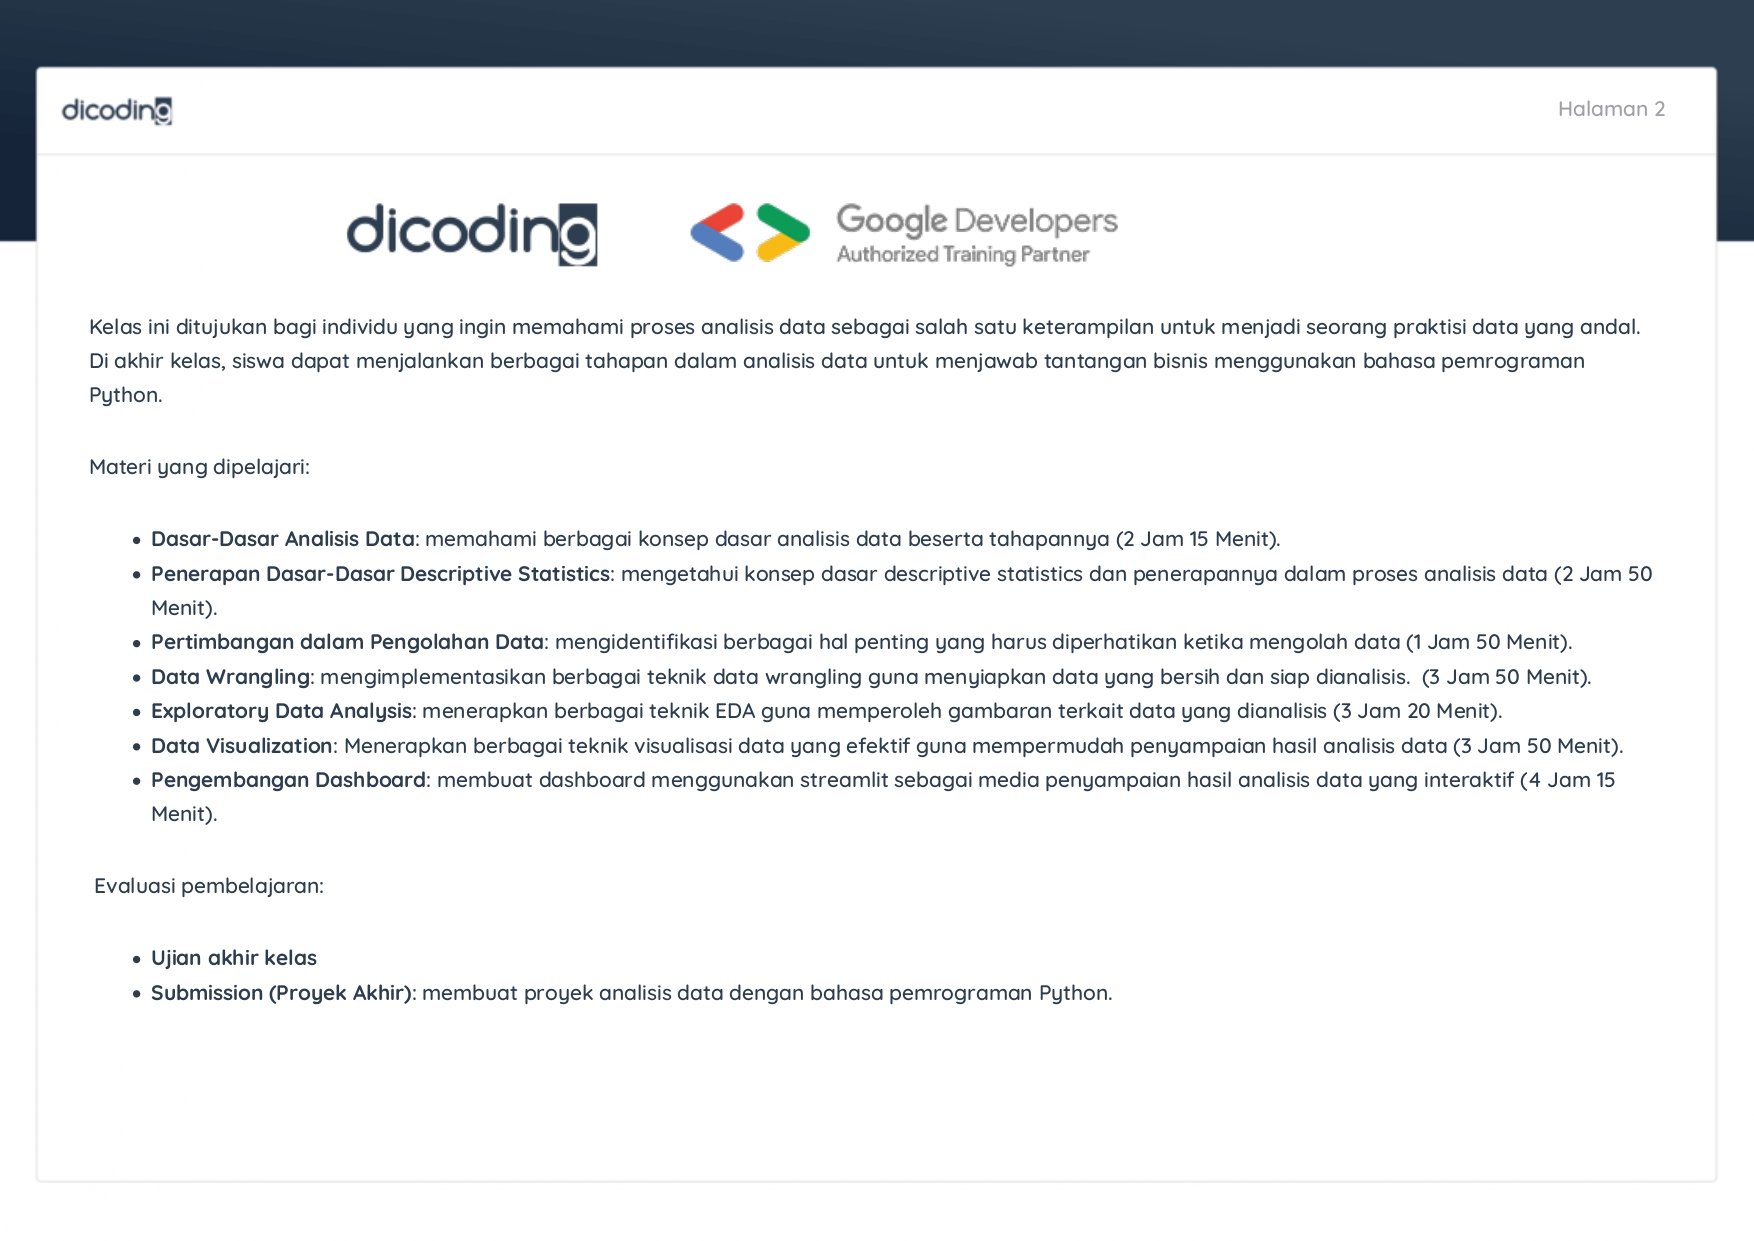 dicoding
Halaman 2
dicoding
Google Developers
Authorized Training Partner
Kelas ini ditujukan bagi individu yang ingin memahami proses analisis data sebagai salah satu keterampilan untuk menjadi seorang praktisi data yang andal.
Di akhir kelas, siswa dapat menjalankan berbagai tahapan dalam analisis data untuk menjawab tantangan bisnis menggunakan bahasa pemrograman
Python.
Materi yang dipelajari:
• Dasar-Dasar Analisis Data: memahami berbagai konsep dasar analisis data beserta tahapannya (2 Jam 15 Menit).
• Penerapan Dasar-Dasar Descriptive Statistics: mengetahui konsep dasar descriptive statistics dan penerapannya dalam proses analisis data (2 Jam 50
Menit).
• Pertimbangan dalam Pengolahan Data: mengidentifikasi berbagai hal penting yang harus diperhatikan ketika mengolah data (1 Jam 50 Menit).
• Data Wrangling: mengimplementasikan berbagai teknik data wrangling guna menyiapkan data yang bersih dan siap dianalisis.  (3 Jam 50 Menit).
• Exploratory Data Analysis: menerapkan berbagai teknik EDA guna memperoleh gambaran terkait data yang dianalisis (3 Jam 20 Menit).
• Data Visualization: Menerapkan berbagai teknik visualisasi data yang efektif guna mempermudah penyampaian hasil analisis data (3 Jam 50 Menit).
• Pengembangan Dashboard: membuat dashboard menggunakan streamlit sebagai media penyampaian hasil analisis data yang interaktif (4 Jam 15
Menit).
Evaluasi pembelajaran:
• Ujian akhir kelas
• Submission (Proyek Akhir): membuat proyek analisis data dengan bahasa pemrograman Python.